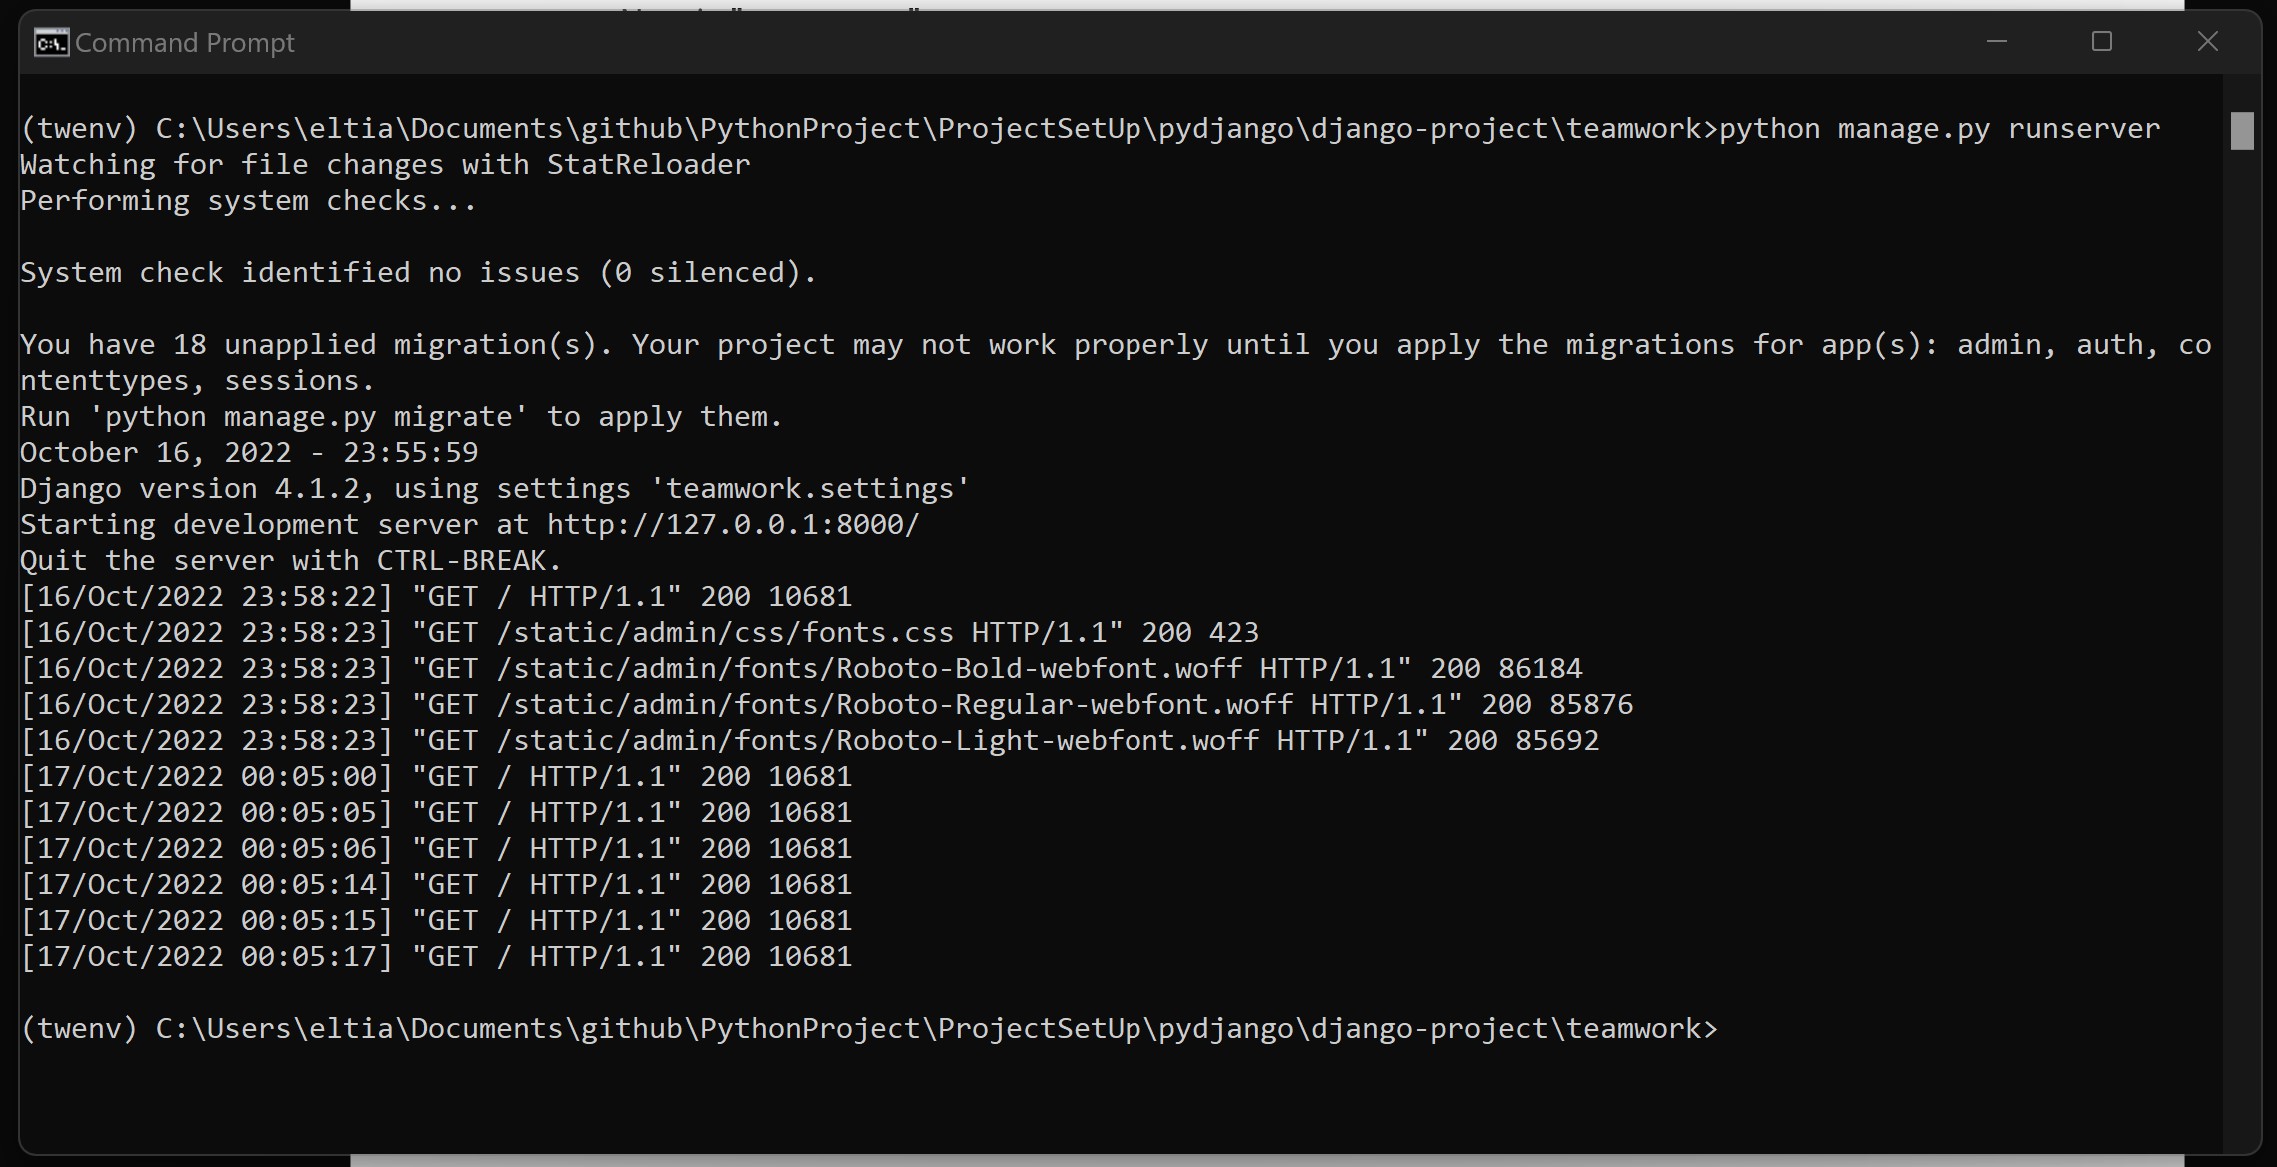 Command Prompt
(twenv) C:\Users\eltia\Documents\github\PythonProject\ProjectSetUp\pydjango\django-project\teamwork>python manage.py runserver
Watching for file changes with StatReloader
Performing system checks...
System check identified no issues (0 silenced).
You have 18 unapplied migration(s). Your project may not work properly until you apply the migrations for app(s): admin, auth, co
ntenttypes, sessions.
Run 'python manage.py migrate' to apply them.
October 16, 2022 - 23:55:59
Django version 4.1.2, using settings 'teamwork.settings'
Starting development server at http://127.0.0.1:8000/
Quit the server with CTRL-BREAK.
[16/Oct/2022 23:58:22] "GET / HTTP/1.1" 200 10681
[16/Oct/2022 23:58:23] "GET /static/admin/css/fonts.css HTTP/1.1" 200 423
[16/Oct/2022 23:58:23] "GET /static/admin/fonts/Roboto-Bold-webfont.woff HTTP/1.1" 200 86184
[16/Oct/2022 23:58:23] "GET /static/admin/fonts/Roboto-Regular-webfont.woff HTTP/1.1" 200 85876
[16/Oct/2022 23:58:23] "GET /static/admin/fonts/Roboto-Light-webfont.woff HTTP/1.1" 200 85692
[17/Oct/2022 00:05:00] "GET / HTTP/1.1" 200 10681
[17/Oct/2022 00:05:05] "GET / HTTP/1.1" 200 10681
[17/Oct/2022 00:05:06] "GET / HTTP/1.1" 200 10681
[17/Oct/2022 00:05:14] "GET / HTTP/1.1" 200 10681
[17/Oct/2022 00:05:15] "GET / HTTP/1.1" 200 10681
[17/Oct/2022 00:05:17] "GET / HTTP/1.1" 200 10681
(twenv) C:\Users\eltia\Documents\github\PythonProject\ProjectSetUp\pydjango\django-project\teamwork>